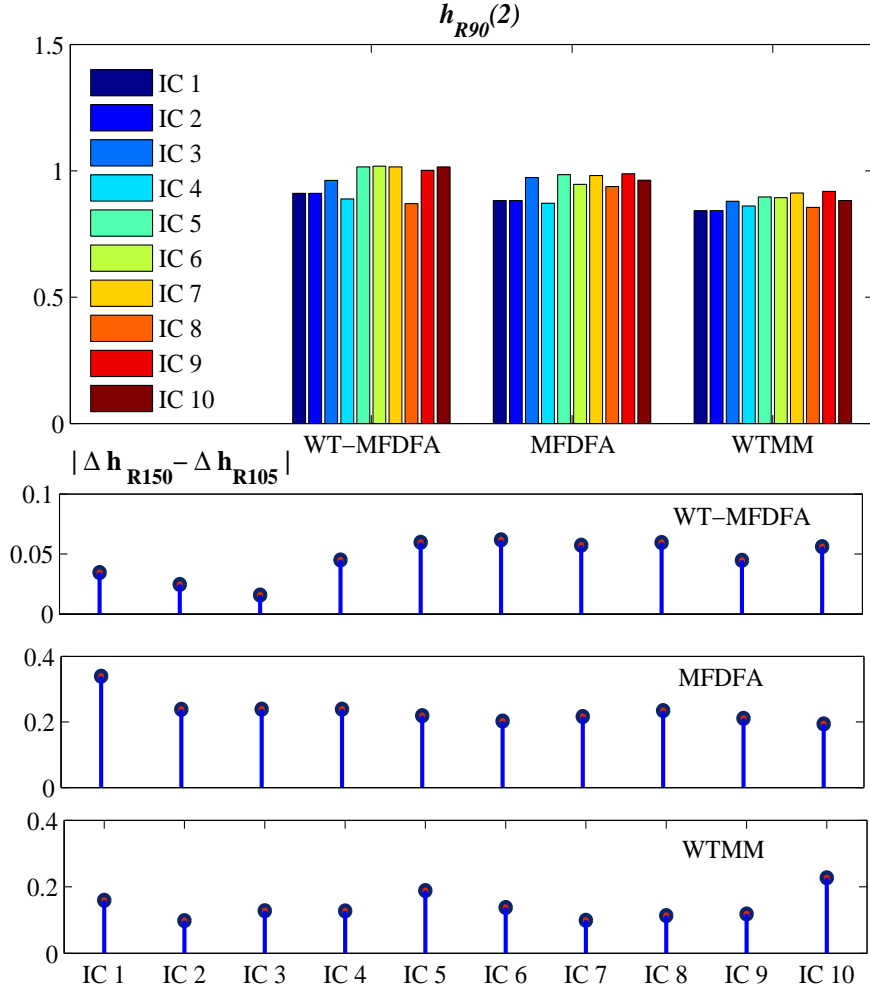 h_R90(2)
1.5
1
0.5
0
IC 1
IC 2
IC 3
IC 4
IC 5
IC 6
IC 7
IC 8
IC 9
IC 10
WT−MFDFA MFDFA WTMM
| Δ h_R150 − Δ h_R105 |
0.1
0.05
0
WT−MFDFA
0.4
0.2
0
MFDFA
0.4
0.2
0
WTMM
IC 1 IC 2 IC 3 IC 4 IC 5 IC 6 IC 7 IC 8 IC 9 IC 10